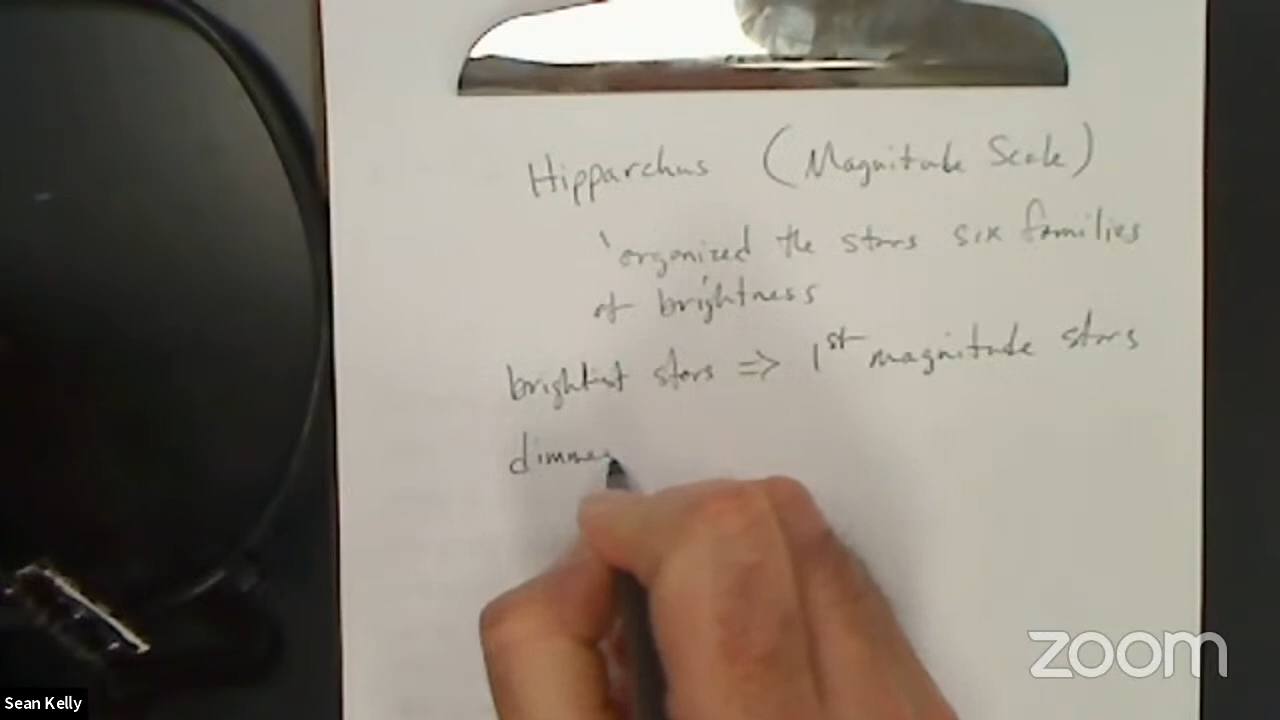 Hipparchus (Magnitude Scale)
organized the stars six families
of brightness
brightest stars => 1st magnitude stars
dimme
zoom
Sean Kelly